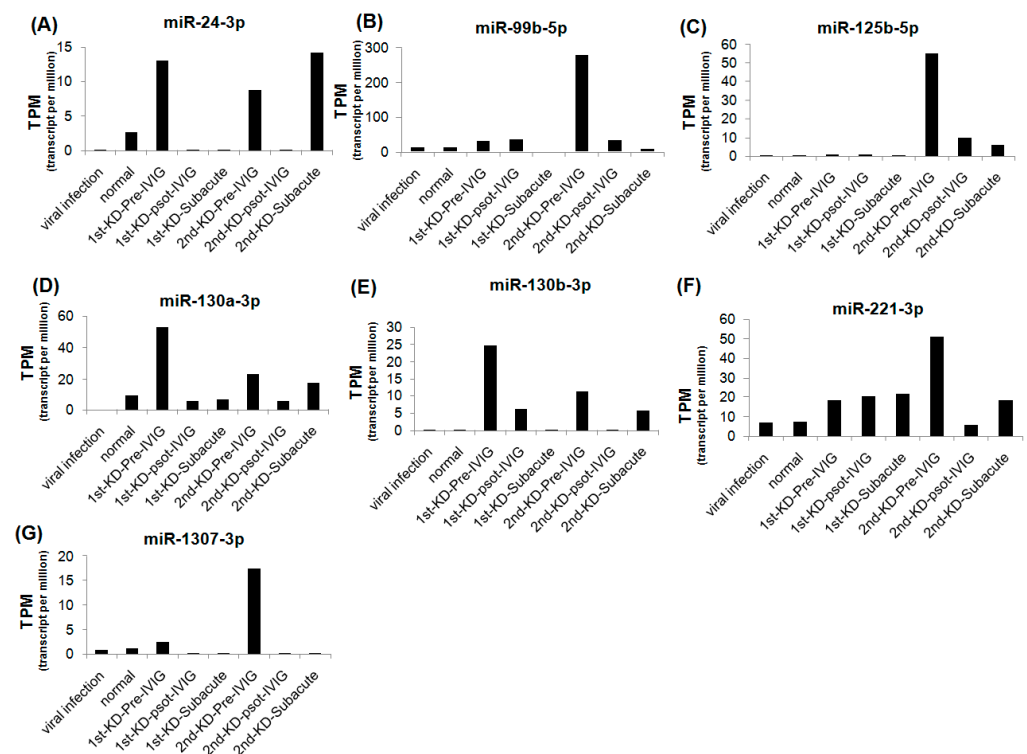 (A)
miR-24-3p
TPM
(transcript per million)
15
10
5
0
viral infection
normal
1st-KD-Pre-IVIG
1st-KD-psot-IVIG
1st-KD-Subacute
2nd-KD-Pre-IVIG
2nd-KD-psot-IVIG
2nd-KD-Subacute
(B)
miR-99b-5p
TPM
(transcript per million)
300
200
100
0
viral infection
normal
1st-KD-Pre-IVIG
1st-KD-psot-IVIG
1st-KD-Subacute
2nd-KD-Pre-IVIG
2nd-KD-psot-IVIG
2nd-KD-Subacute
(C)
miR-125b-5p
TPM
(transcript per million)
60
50
40
30
20
10
0
viral infection
normal
1st-KD-Pre-IVIG
1st-KD-psot-IVIG
1st-KD-Subacute
2nd-KD-Pre-IVIG
2nd-KD-psot-IVIG
2nd-KD-Subacute
(D)
miR-130a-3p
TPM
(transcript per million)
60
40
20
0
viral infection
normal
1st-KD-Pre-IVIG
1st-KD-psot-IVIG
1st-KD-Subacute
2nd-KD-Pre-IVIG
2nd-KD-psot-IVIG
2nd-KD-Subacute
(E)
miR-130b-3p
TPM
(transcript per million)
30
25
20
15
10
5
0
viral infection
normal
1st-KD-Pre-IVIG
1st-KD-psot-IVIG
1st-KD-Subacute
2nd-KD-Pre-IVIG
2nd-KD-psot-IVIG
2nd-KD-Subacute
(F)
miR-221-3p
TPM
(transcript per million)
60
50
40
30
20
10
0
viral infection
normal
1st-KD-Pre-IVIG
1st-KD-psot-IVIG
1st-KD-Subacute
2nd-KD-Pre-IVIG
2nd-KD-psot-IVIG
2nd-KD-Subacute
(G)
miR-1307-3p
TPM
(transcript per million)
20
15
10
5
0
viral infection
normal
1st-KD-Pre-IVIG
1st-KD-psot-IVIG
1st-KD-Subacute
2nd-KD-Pre-IVIG
2nd-KD-psot-IVIG
2nd-KD-Subacute